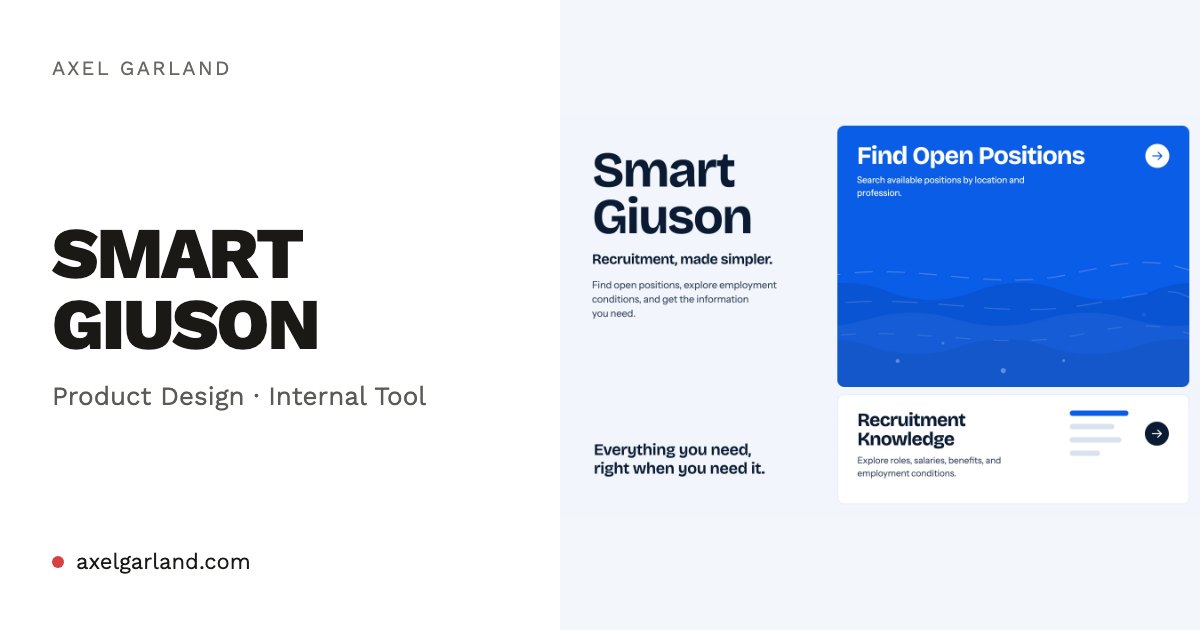 AXEL GARLAND
SMART
GIUSON
Product Design · Internal Tool
axelgarland.com
Smart
Giuson
Recruitment, made simpler.
Find open positions, explore employment
conditions, and get the information
you need.
Everything you need,
right when you need it.
Find Open Positions
Search available positions by location and
profession.
Recruitment
Knowledge
Explore roles, salaries, benefits, and
employment conditions.